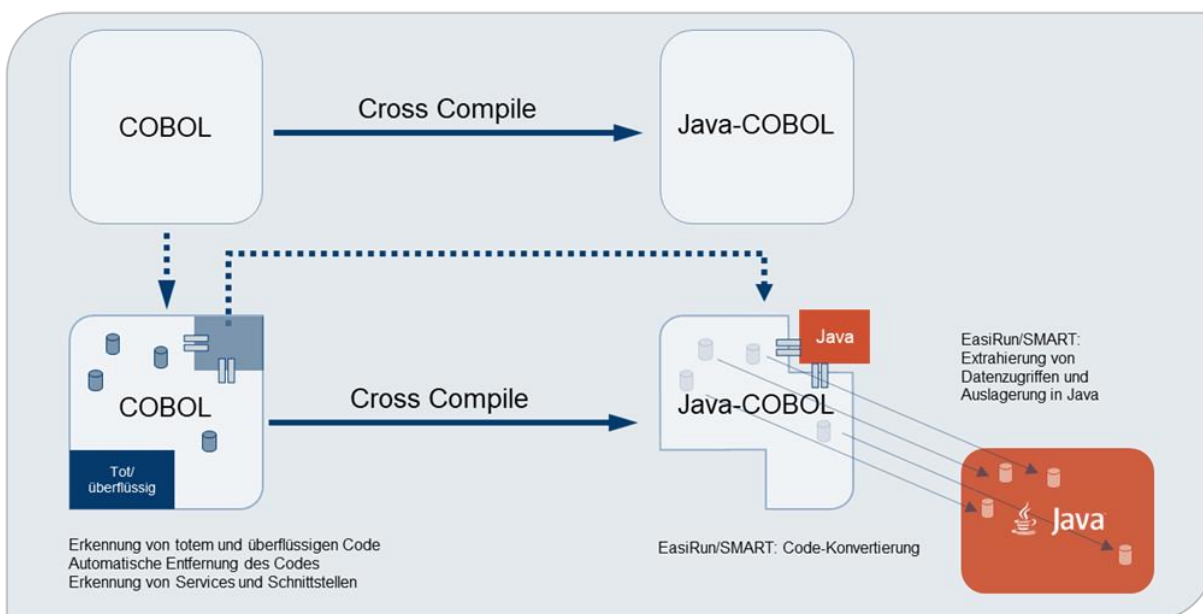 COBOL
Cross Compile
Java-COBOL
COBOL
Tot/
überflüssig
Cross Compile
Java-COBOL
Java
EasiRun/SMART:
Extrahierung von
Datenzugriffen und
Auslagerung in Java
Java
Erkennung von totem und überflüssigen Code
Automatische Entfernung des Codes
Erkennung von Services und Schnittstellen
EasiRun/SMART: Code-Konvertierung